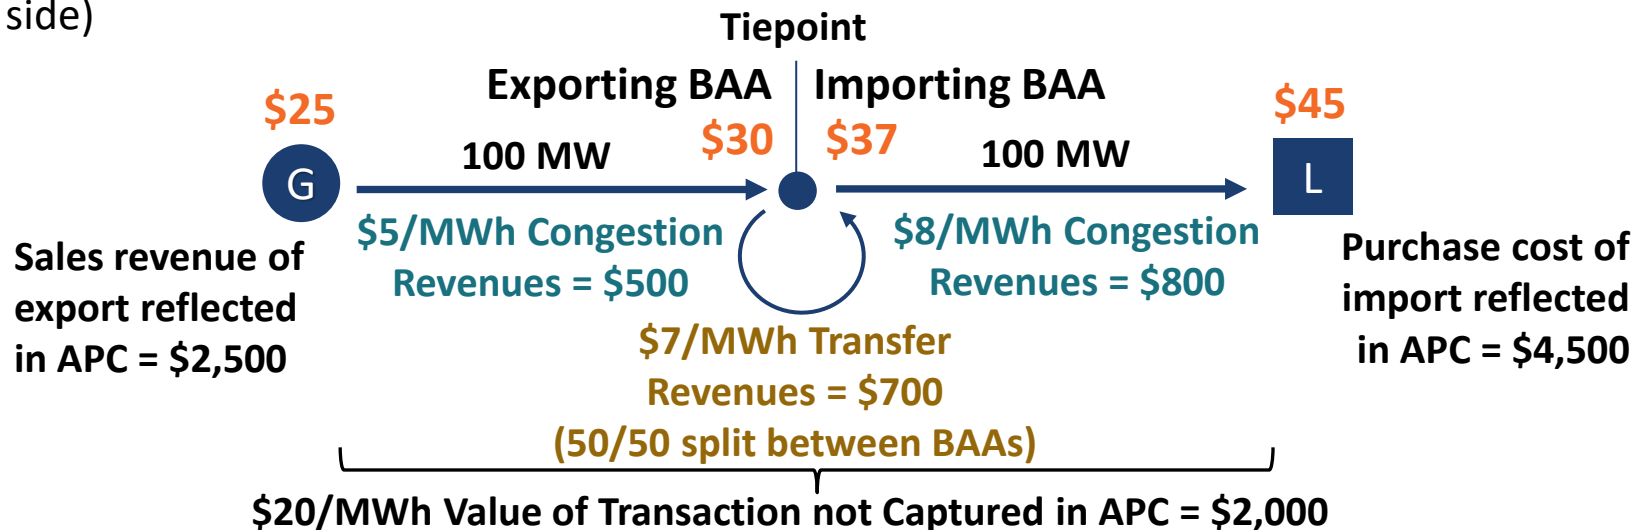 side)
Tiepoint
Exporting BAA
Importing BAA
$25
$30
$37
$45
100 MW
100 MW
G
L
$5/MWh Congestion
Revenues = $500
$8/MWh Congestion
Revenues = $800
Sales revenue of
export reflected
in APC = $2,500
Purchase cost of
import reflected
in APC = $4,500
$7/MWh Transfer
Revenues = $700
(50/50 split between BAAs)
$20/MWh Value of Transaction not Captured in APC = $2,000